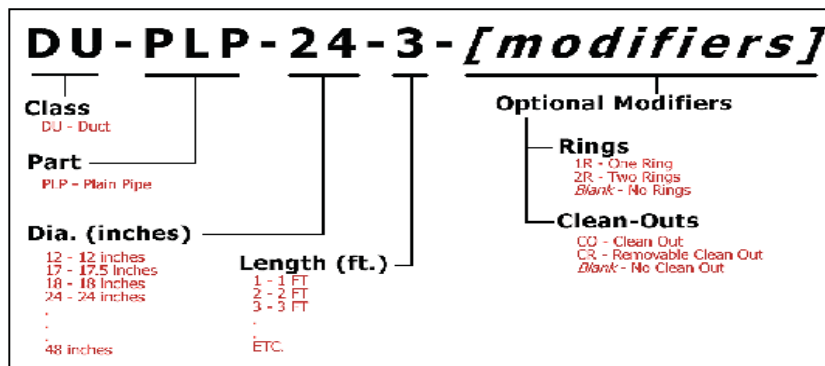 DU-PLP-24-3-[modifiers]
Class
DU - Duct
Part
PLP - Plain Pipe
Dia. (inches)
12 - 12 inches
17 - 17.5 Inches
18 - 18 Inches
24 - 24 inches
.
.
.
48 inches
Length (ft.)
1 - 1 FT
2 - 2 FT
3 - 3 FT
.
.
ETC.
Optional Modifiers
Rings
1R - One Ring
2R - Two Rings
Blank - No Rings
Clean-Outs
CO - Clean Out
CR - Removable Clean Out
Blank - No Clean Out